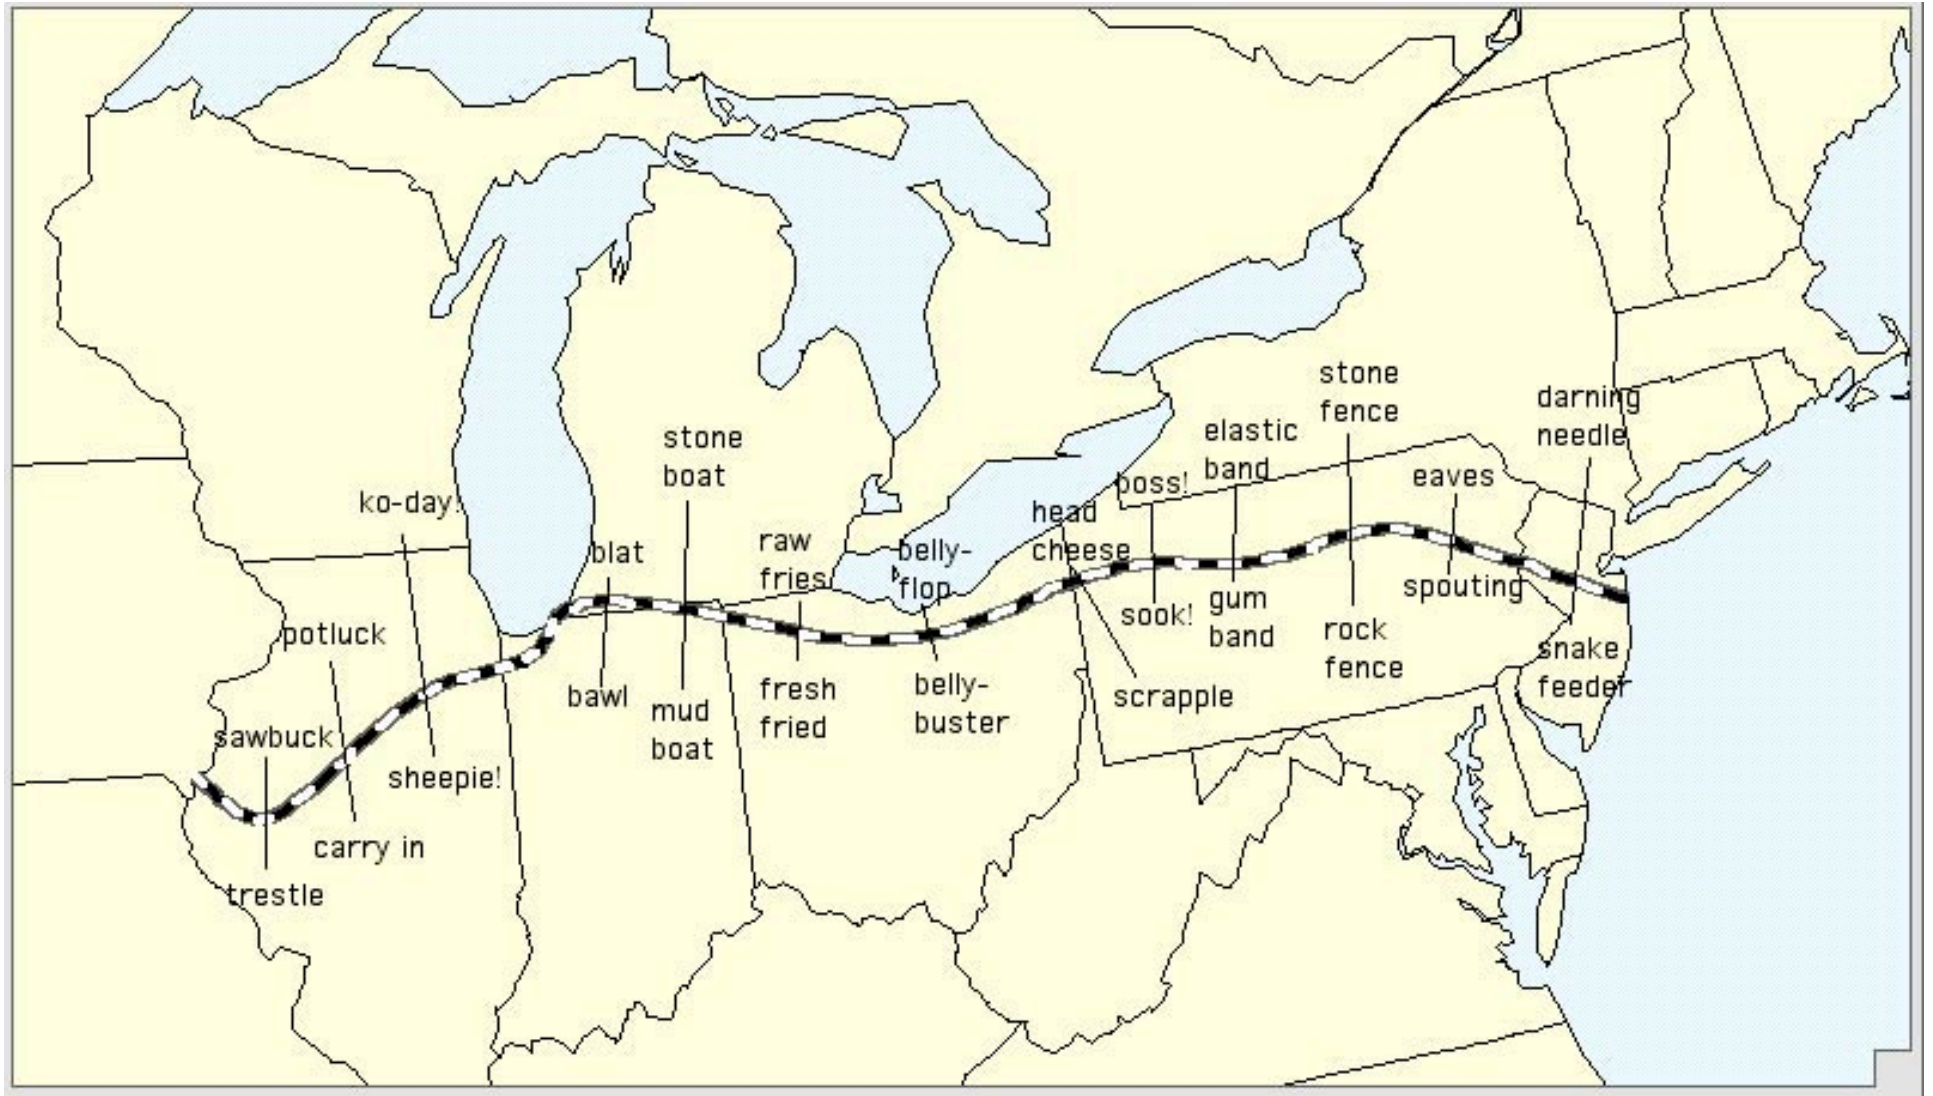 stone
fence
darning
needle
elastic
band
stone
boat
eaves
boss!
ko-day!
head
cheese
raw
fries
belly-
flop
blat
spouting
gum
band
sook!
potluck
rock
fence
snake
feeder
bawl
fresh
fried
belly-
buster
scrapple
mud
boat
sawbuck
sheepie!
carry in
trestle